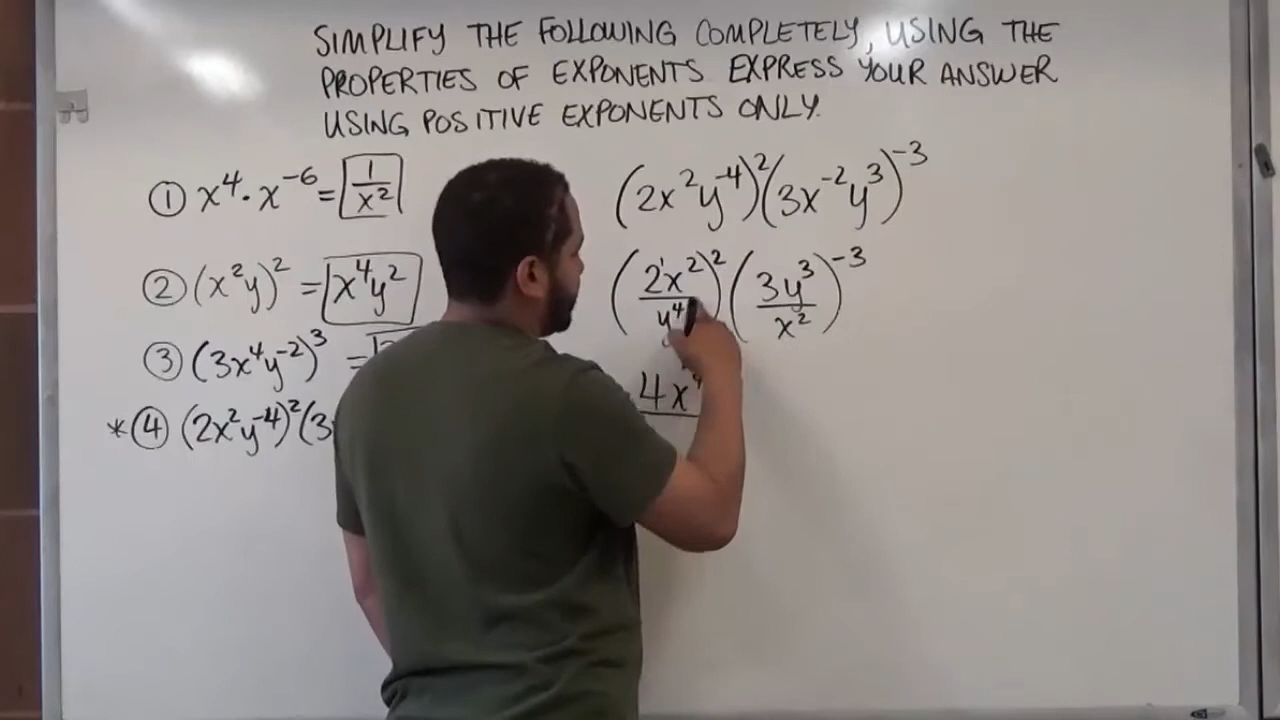 SIMPLIFY THE FOLLOWING COMPLETELY, USING THE
PROPERTIES OF EXPONENTS EXPRESS YOUR ANSWER
USING POSITIVE EXPONENTS ONLY.
① x⁴·x⁻⁶ = 1/x²
② (x²y)² = x⁴y²
③ (3x⁴y⁻²)³ =
*④ (2x²y⁻⁴)²(3
(2x²y⁻⁴)²(3x⁻²y³)⁻³
(2¹x²/y⁴)²(3y³/x²)⁻³
4x⁴